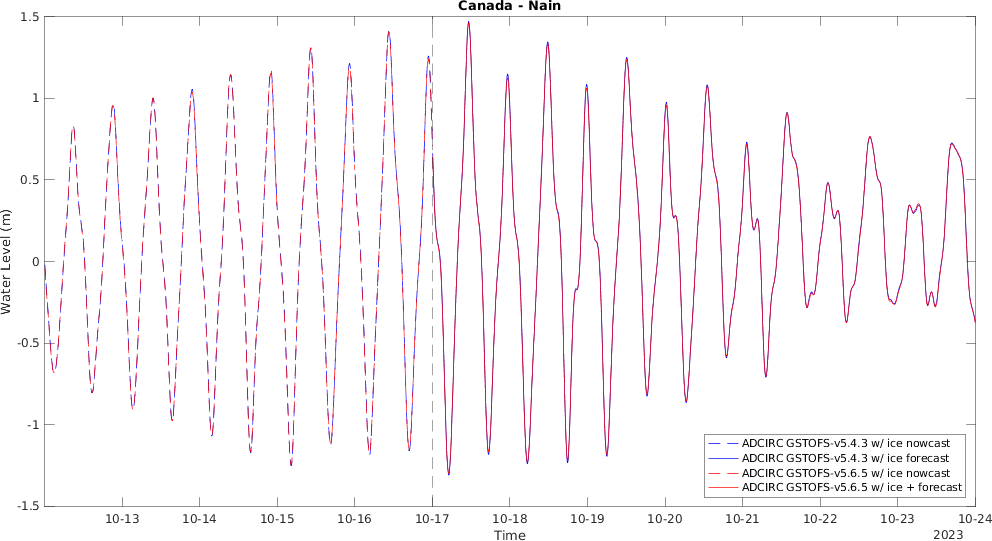 Canada - Nain
1.5
1
0.5
0
-0.5
-1
-1.5
Water Level (m)
10-13 10-14 10-15 10-16 10-17 10-18 10-19 10-20 10-21 10-22 10-23 10-24
Time
2023
ADCIRC GSTOFS-v5.4.3 w/ ice nowcast
ADCIRC GSTOFS-v5.4.3 w/ ice forecast
ADCIRC GSTOFS-v5.6.5 w/ ice nowcast
ADCIRC GSTOFS-v5.6.5 w/ ice + forecast